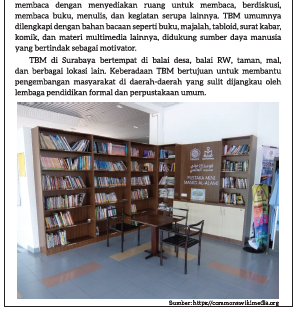 membaca dengan menyediakan ruang untuk membaca, berdiskusi,
membaca buku, menulis, dan kegiatan serupa lainnya. TBM umumnya
dilengkapi dengan bahan bacaan seperti buku, majalah, tabloid, surat kabar,
komik, dan materi multimedia lainnya, didukung sumber daya manusia
yang bertindak sebagai motivator.
TBM di Surabaya bertempat di balai desa, balai RW, taman, mal,
dan berbagai lokasi lain. Keberadaan TBM bertujuan untuk membantu
pengembangan masyarakat di daerah-daerah yang sulit dijangkau oleh
lembaga pendidikan formal dan perpustakaan umum.
PUSTAKA MINI
MASJID AL-ALAMI
Sumber: https://commonswikimedia.org